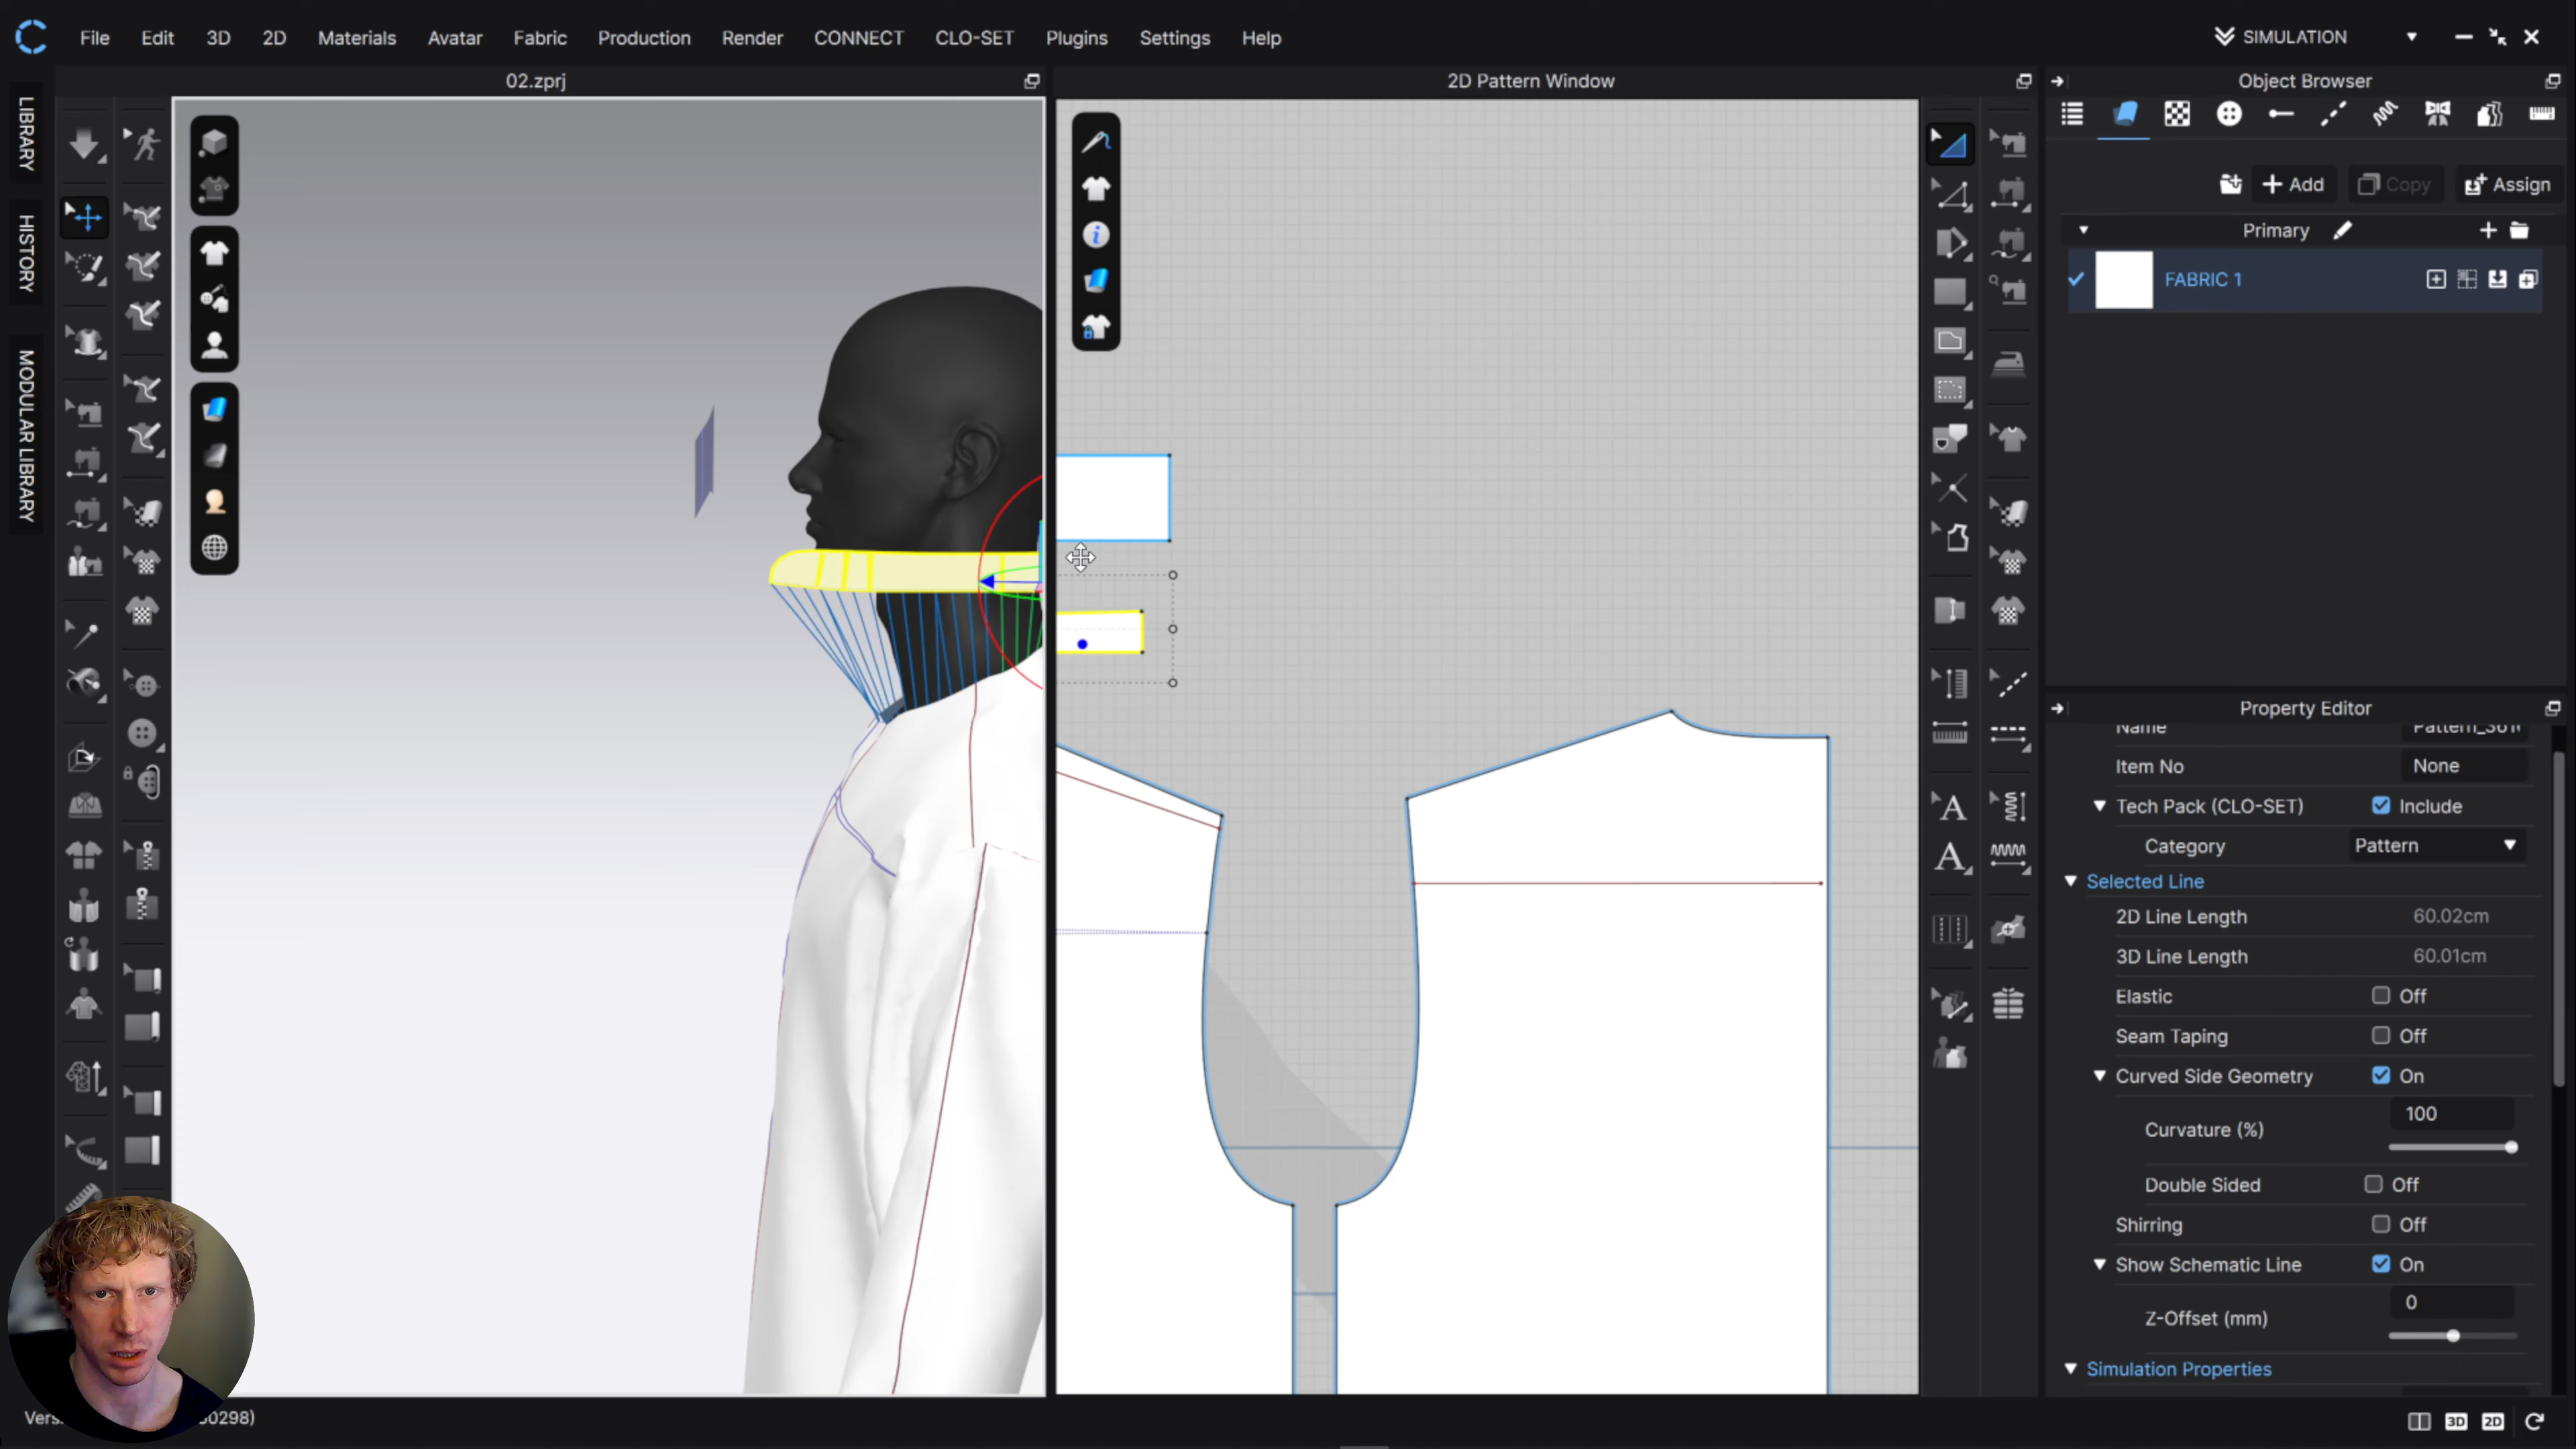 File Edit 3D 2D Materials Avatar Fabric Production Render CONNECT CLO-SET Plugins Settings Help
SIMULATION
02.zprj
2D Pattern Window
Object Browser
LIBRARY
HISTORY
MODULAR LIBRARY
Add
Copy
Assign
Primary
FABRIC 1
Property Editor
Name
Item No None
Tech Pack (CLO-SET) Include
Category Pattern
Selected Line
2D Line Length 60.02cm
3D Line Length 60.01cm
Elastic Off
Seam Taping Off
Curved Side Geometry On
100
Curvature (%)
Double Sided Off
Shirring Off
Show Schematic Line On
0
Z-Offset (mm)
Simulation Properties
A
A
3D 2D